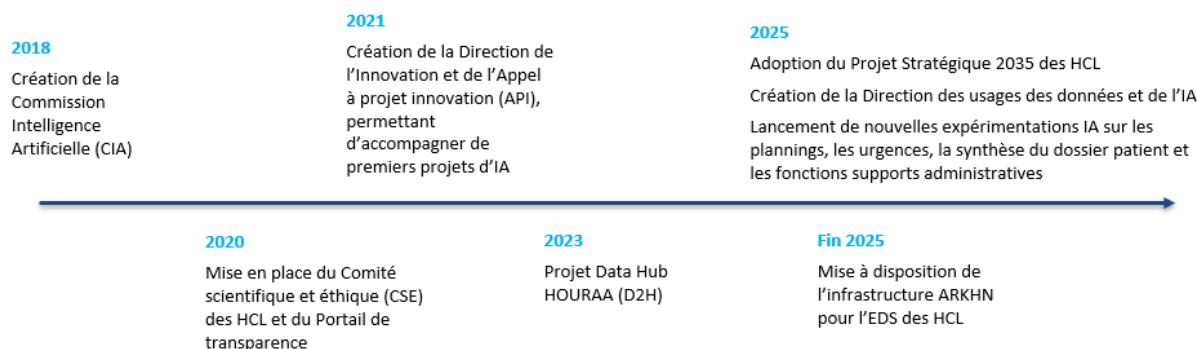 2018
Création de la
Commission
Intelligence
Artificielle (CIA)
2021
Création de la Direction de
l'Innovation et de l'Appel
à projet innovation (API),
permettant
d'accompagner de
premiers projets d'IA
2025
Adoption du Projet Stratégique 2035 des HCL
Création de la Direction des usages des données et de l'IA
Lancement de nouvelles expérimentations IA sur les
plannings, les urgences, la synthèse du dossier patient et
les fonctions supports administratives
2020
Mise en place du Comité
scientifique et éthique (CSE)
des HCL et du Portail de
transparence
2023
Projet Data Hub
HOURAA (D2H)
Fin 2025
Mise à disposition de
l'infrastructure ARKHN
pour l'EDS des HCL